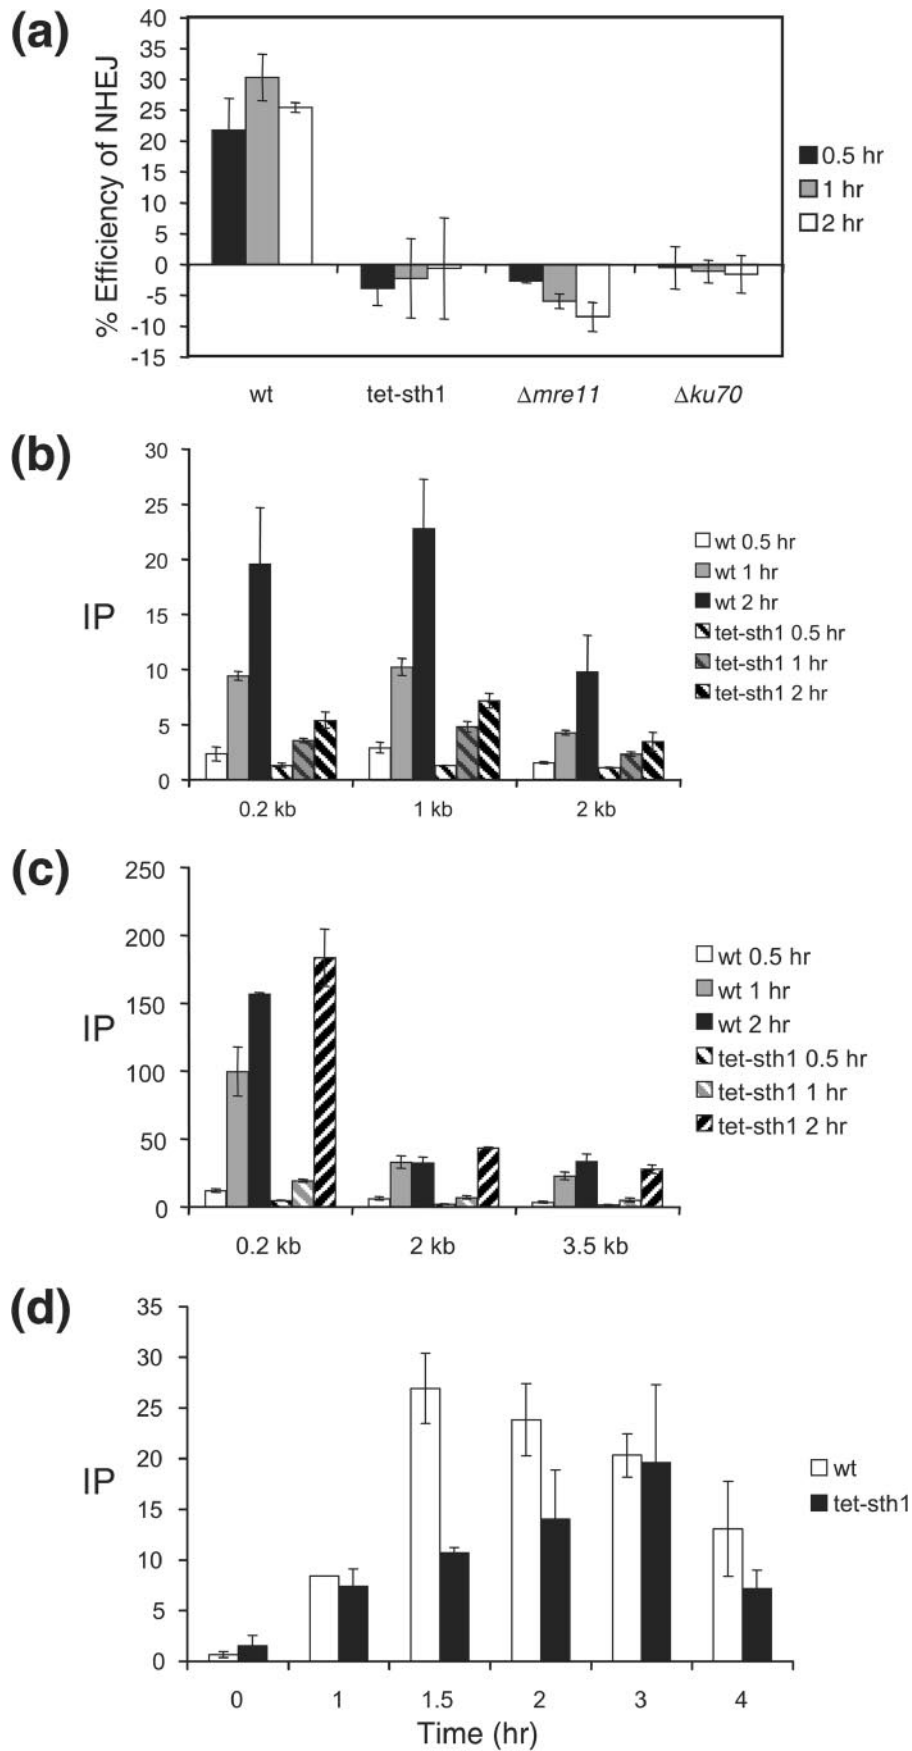 (a)
40
35
30
25
20
15
10
5
0
-5
-10
-15
% Efficiency of NHEJ
wt tet-sth1 Δmre11 Δku70
0.5 hr
1 hr
2 hr
(b)
30
25
20
15
10
5
0
IP
0.2 kb 1 kb 2 kb
wt 0.5 hr
wt 1 hr
wt 2 hr
tet-sth1 0.5 hr
tet-sth1 1 hr
tet-sth1 2 hr
(c)
250
200
150
100
50
0
IP
0.2 kb 2 kb 3.5 kb
wt 0.5 hr
wt 1 hr
wt 2 hr
tet-sth1 0.5 hr
tet-sth1 1 hr
tet-sth1 2 hr
(d)
35
30
25
20
15
10
5
0
IP
0 1 1.5 2 3 4
Time (hr)
wt
tet-sth1